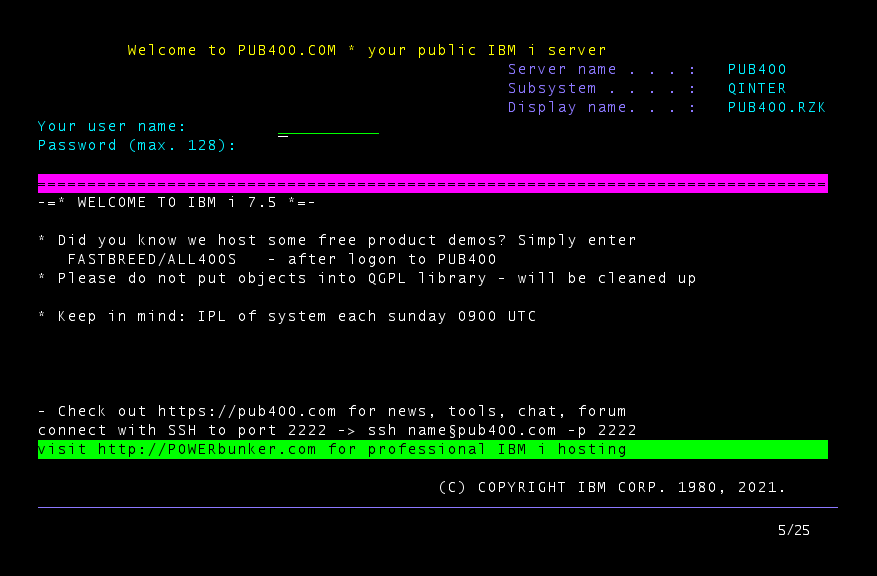 Welcome to PUB400.COM * your public IBM i server
Server name . . . : PUB400
Subsystem . . . . : QINTER
Display name. . . : PUB400.RZK
Your user name:
Password (max. 128):
===============================================================================
-=* WELCOME TO IBM i 7.5 *=-
* Did you know we host some free product demos? Simply enter
FASTBREED/ALL400S - after logon to PUB400
* Please do not put objects into QGPL library - will be cleaned up
* Keep in mind: IPL of system each sunday 0900 UTC
- Check out https://pub400.com for news, tools, chat, forum
connect with SSH to port 2222 -> ssh name§pub400.com -p 2222
visit http://POWERbunker.com for professional IBM i hosting
(C) COPYRIGHT IBM CORP. 1980, 2021.
5/25